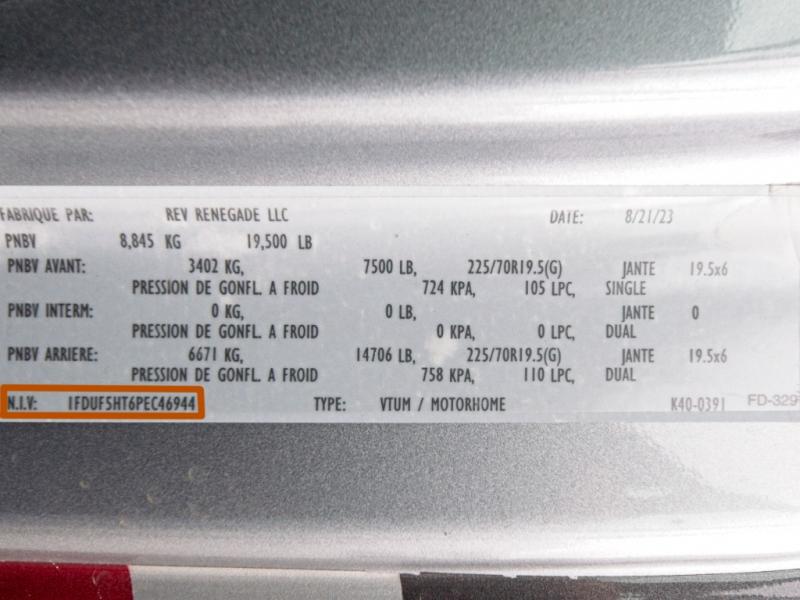 FABRIQUE PAR: REV RENEGADE LLC DATE: 8/21/23
PNBV 8,845 KG 19,500 LB
PNBV AVANT: 3402 KG, 7500 LB, 225/70R19.5(G) JANTE 19.5x6
PRESSION DE GONFL. A FROID 724 KPA, 105 LPC, SINGLE
PNBV INTERM: 0 KG, 0 LB, JANTE 0
PRESSION DE GONFL. A FROID 0 KPA, 0 LPC, DUAL
PNBV ARRIERE: 6671 KG, 14706 LB, 225/70R19.5(G) JANTE 19.5x6
PRESSION DE GONFL. A FROID 758 KPA, 110 LPC, DUAL
N.I.V: 1FDUF5HT6PEC46944 TYPE: VTUM / MOTORHOME K40-0391 FD-329